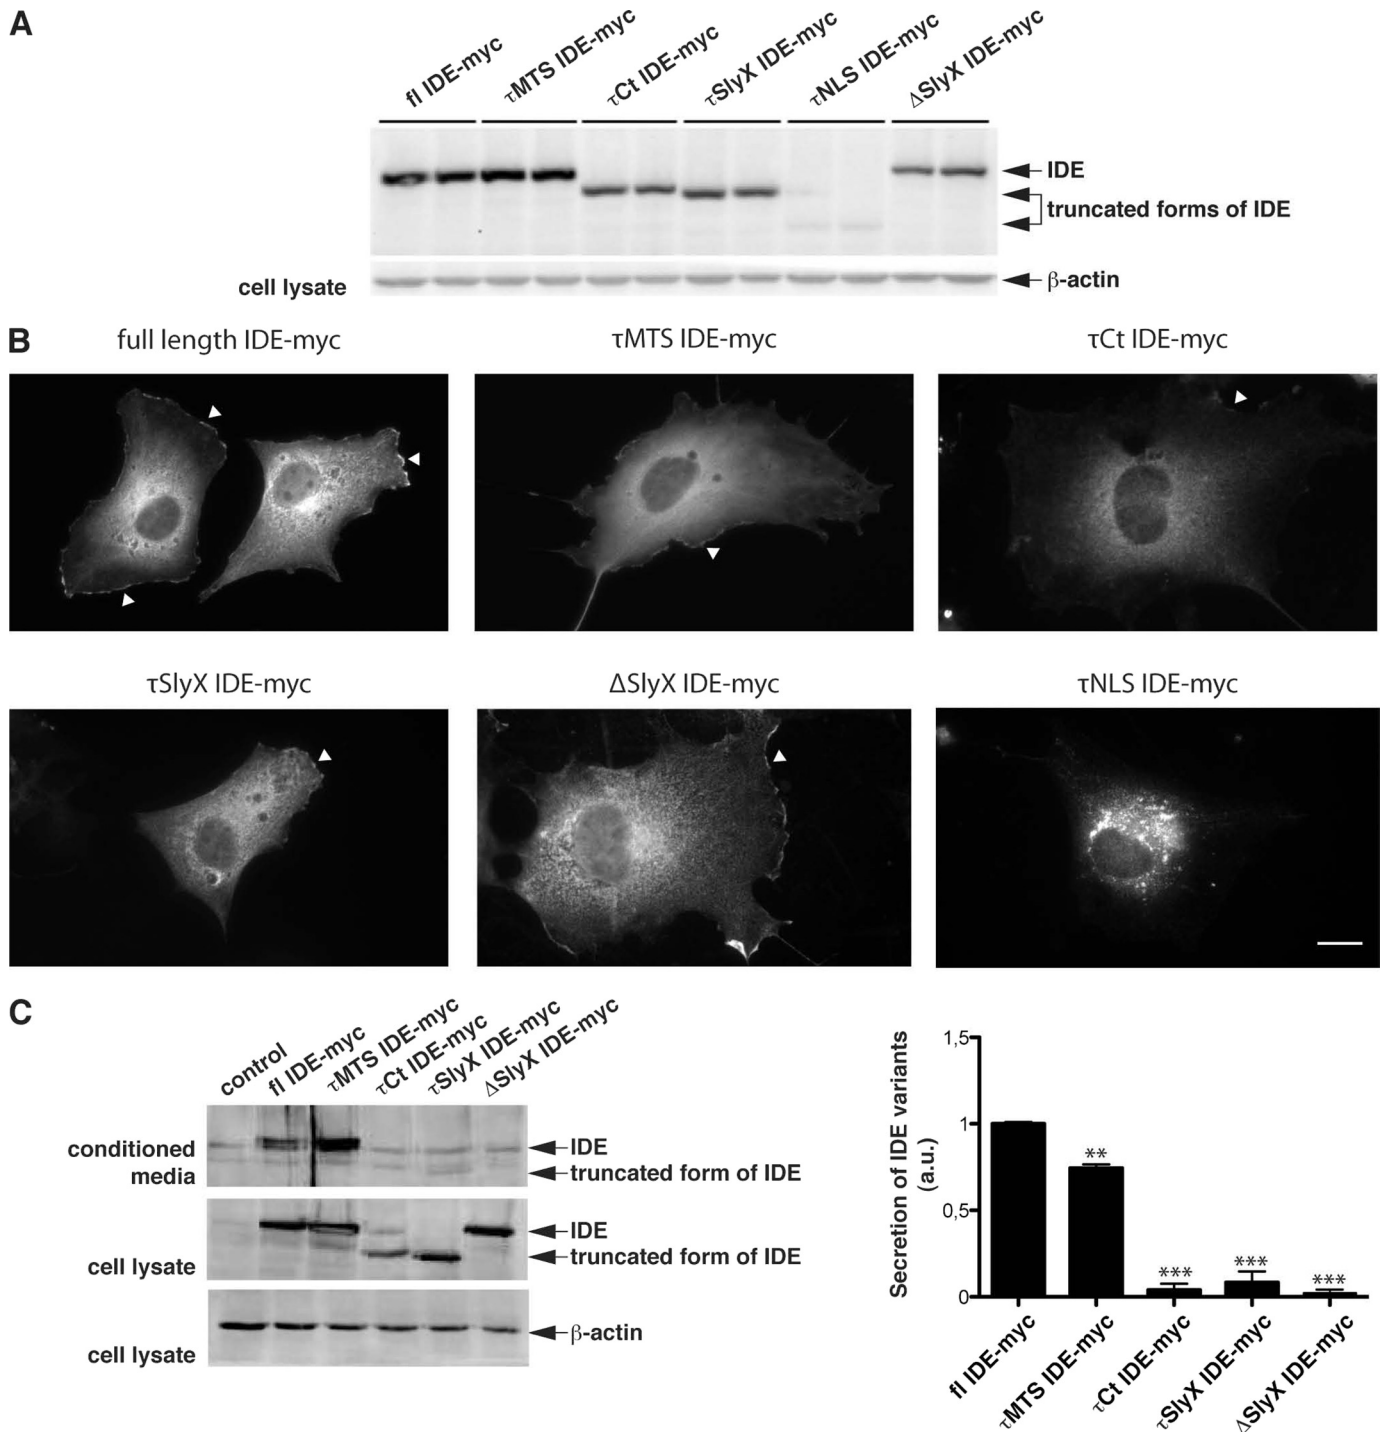 A
fl IDE-myc
τMTS IDE-myc
τCt IDE-myc
τSlyX IDE-myc
τNLS IDE-myc
ΔSlyX IDE-myc
IDE
truncated forms of IDE
cell lysate
β-actin
B
full length IDE-myc
τMTS IDE-myc
τCt IDE-myc
τSlyX IDE-myc
ΔSlyX IDE-myc
τNLS IDE-myc
C
control
fl IDE-myc
τMTS IDE-myc
τCt IDE-myc
τSlyX IDE-myc
ΔSlyX IDE-myc
conditioned
media
IDE
truncated form of IDE
cell lysate
IDE
truncated form of IDE
cell lysate
β-actin
Secretion of IDE variants
(a.u.)
1,5
1
0,5
0
**
***
***
***
fl IDE-myc
τMTS IDE-myc
τCt IDE-myc
τSlyX IDE-myc
ΔSlyX IDE-myc